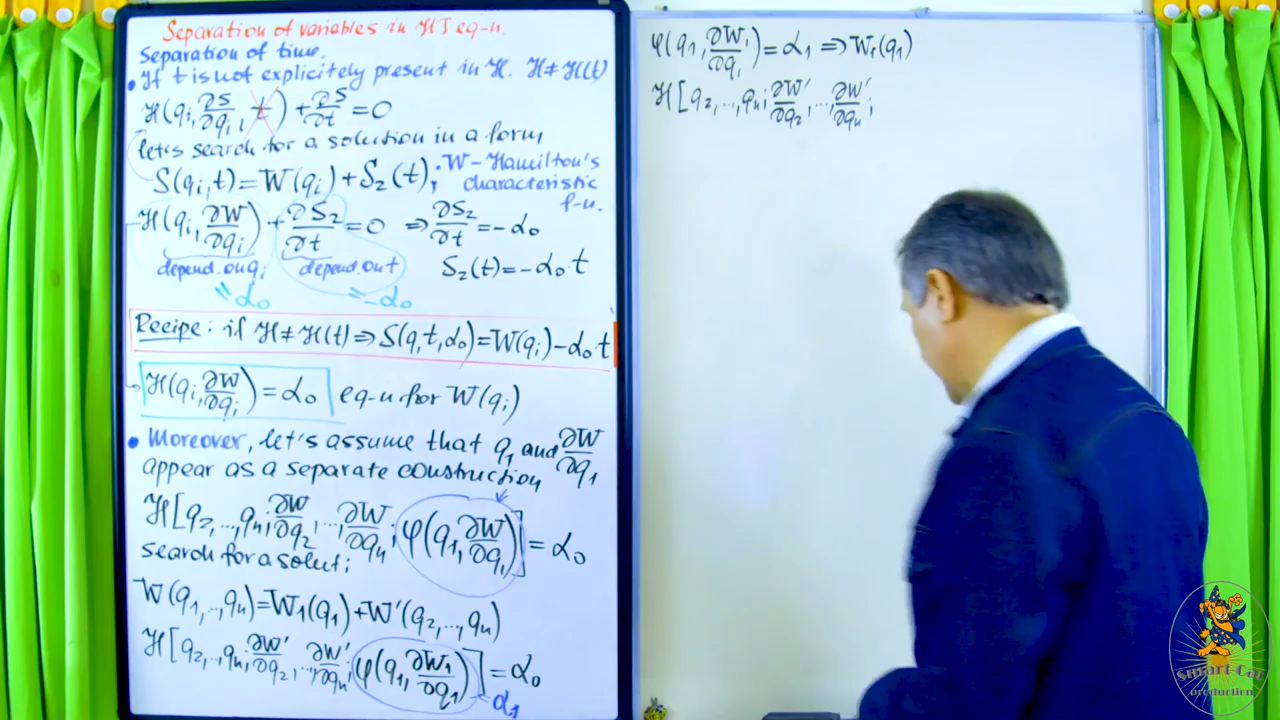 Separation of variables in HJ eq-n.
Separation of time.
• If t is not explicitely present in ℋ. ℋ≠ℋ(t)
ℋ(qᵢ, ∂S/∂qᵢ, t) + ∂S/∂t = 0
let's search for a solution in a form
S(qᵢ,t) = W(qᵢ) + S₂(t); W – Hamilton's
characteristic
f-n.
ℋ(qᵢ, ∂W/∂qᵢ) + ∂S₂/∂t = 0 ⇒ ∂S₂/∂t = -α₀
depend. on qᵢ depend. on t S₂(t) = -α₀·t
= α₀ = -α₀
Recipe: if ℋ≠ℋ(t) ⇒ S(q,t,α₀) = W(qᵢ) - α₀·t
ℋ(qᵢ, ∂W/∂qᵢ) = α₀ eq-n for W(qᵢ)
• Moreover, let's assume that q₁ and ∂W/∂q₁
appear as a separate construction
ℋ[q₂,..,qₙ; ∂W/∂q₂,..,∂W/∂qₙ; φ(q₁, ∂W/∂q₁)] = α₀
search for a solut:
W(q₁,..,qₙ) = W₁(q₁) + W'(q₂,..,qₙ)
ℋ[q₂,..,qₙ; ∂W'/∂q₂,..,∂W'/∂qₙ; φ(q₁, ∂W₁/∂q₁)] = α₀
= α₁
φ(q₁, ∂W₁/∂q₁) = α₁ ⇒ W₁(q₁)
ℋ[q₂,..,qₙ; ∂W'/∂q₂,..,∂W'/∂qₙ;
Smart Cat
production